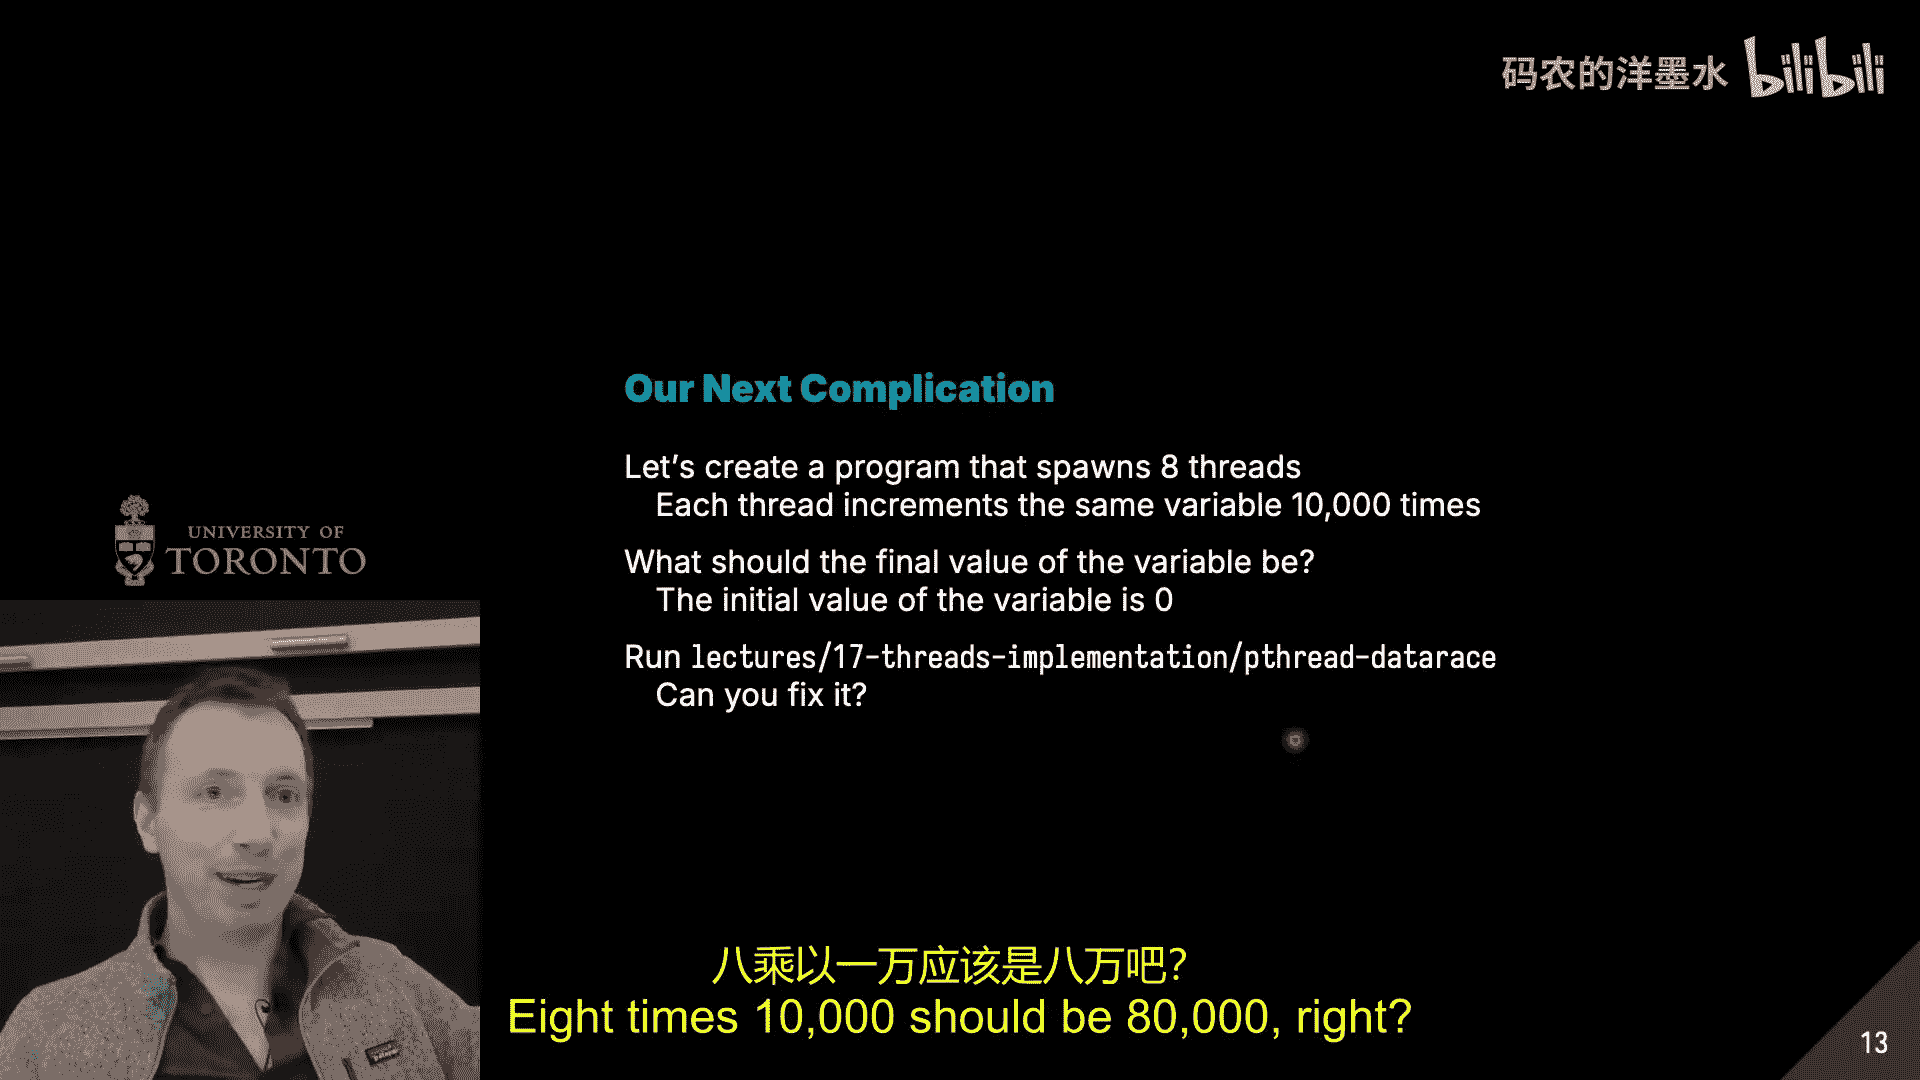 码农的洋墨水 bilibili
Our Next Complication
Let's create a program that spawns 8 threads
Each thread increments the same variable 10,000 times
What should the final value of the variable be?
The initial value of the variable is 0
Run lectures/17-threads-implementation/pthread-datarace
Can you fix it?
UNIVERSITY OF
TORONTO
八乘以一万应该是八万吧?
Eight times 10,000 should be 80,000, right?
13